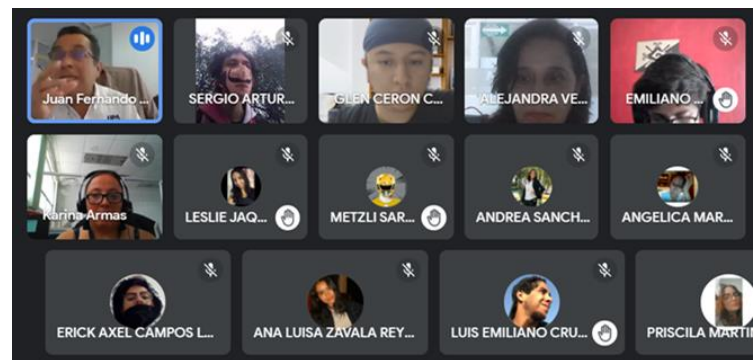 Juan Fernando ...
SERGIO ARTUR...
GLEN CERON C...
ALEJANDRA VE...
EMILIANO ...
Karina Armas
LESLIE JAQ...
METZLI SAR...
ANDREA SANCH...
ANGELICA MAR...
ERICK AXEL CAMPOS L...
ANA LUISA ZAVALA REY...
LUIS EMILIANO CRU...
PRISCILA MARTI